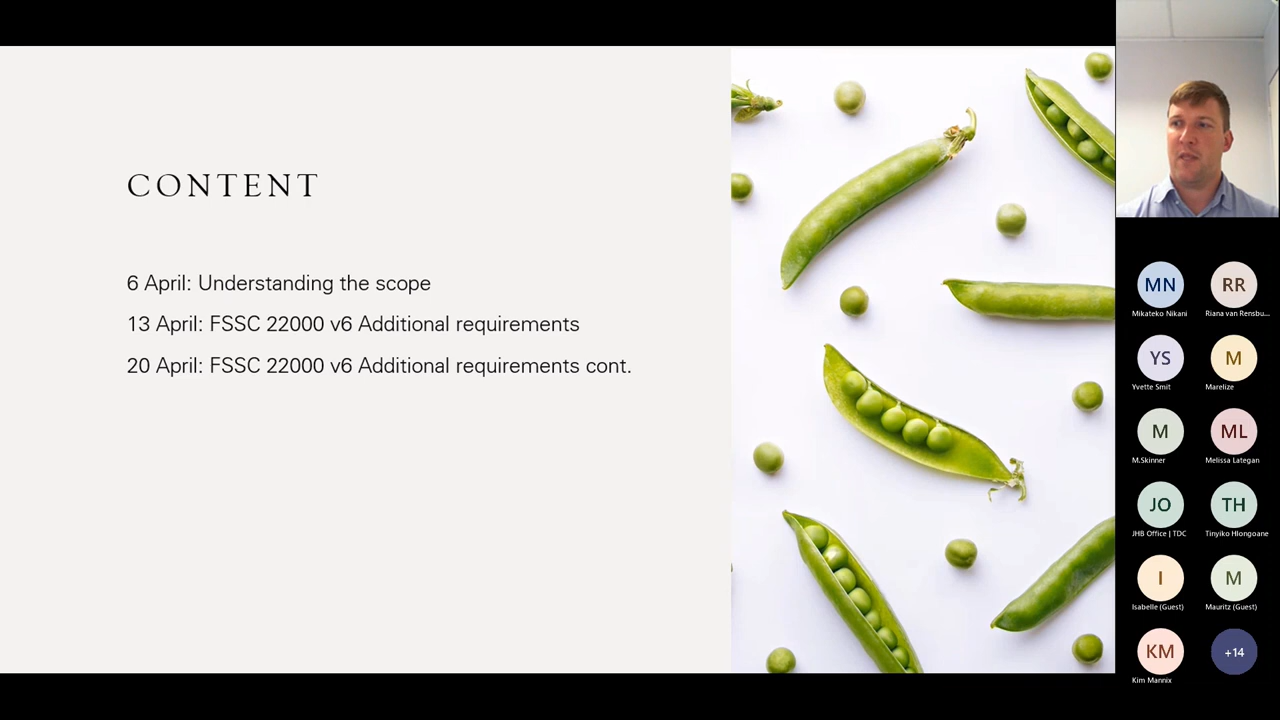 CONTENT
6 April: Understanding the scope
13 April: FSSC 22000 v6 Additional requirements
20 April: FSSC 22000 v6 Additional requirements cont.
MN
RR
Mikateko Nikani
Riana van Rensbu...
YS
M
Yvette Smit
Marelize
M
ML
M.Skinner
Melissa Lategan
JO
TH
JHB Office | TDC
Tinyiko Hlongoane
I
M
Isabelle (Guest)
Mauritz (Guest)
KM
+14
Kim Mannix